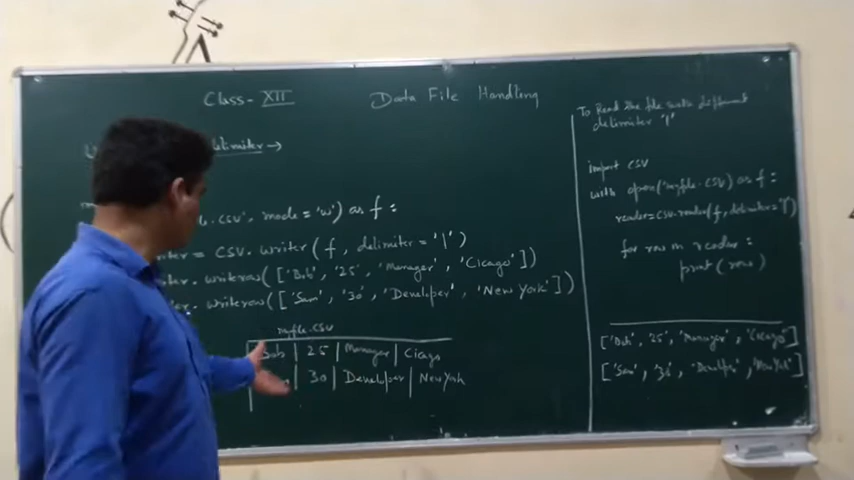 Class - XII
Data File Handling
delimiter →
.csv', mode = 'w') as f :
= csv. writer ( f , delimiter = '|')
. writerow ( ['Bob', '25', 'Manager', 'Cicago'] )
. writerow ( ['Sam', '30', 'Developer', 'New York'] )
myfile.csv
Bob | 25 | Manager | Cicago
| 30 | Developer | New York
To Read the file with different
delimiter '|'
import csv
with open('myfile.csv') as f :
reader = csv.reader(f, delimiter = '|')
for row in reader :
print (row)
['Bob', '25', 'Manager', 'Cicago']
['Sam', '30', 'Developer', 'New York']